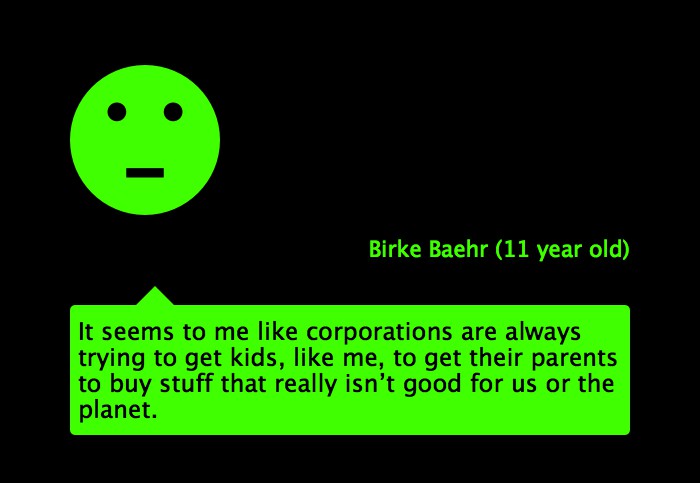 Birke Baehr (11 year old)
It seems to me like corporations are always
trying to get kids, like me, to get their parents
to buy stuff that really isn’t good for us or the
planet.